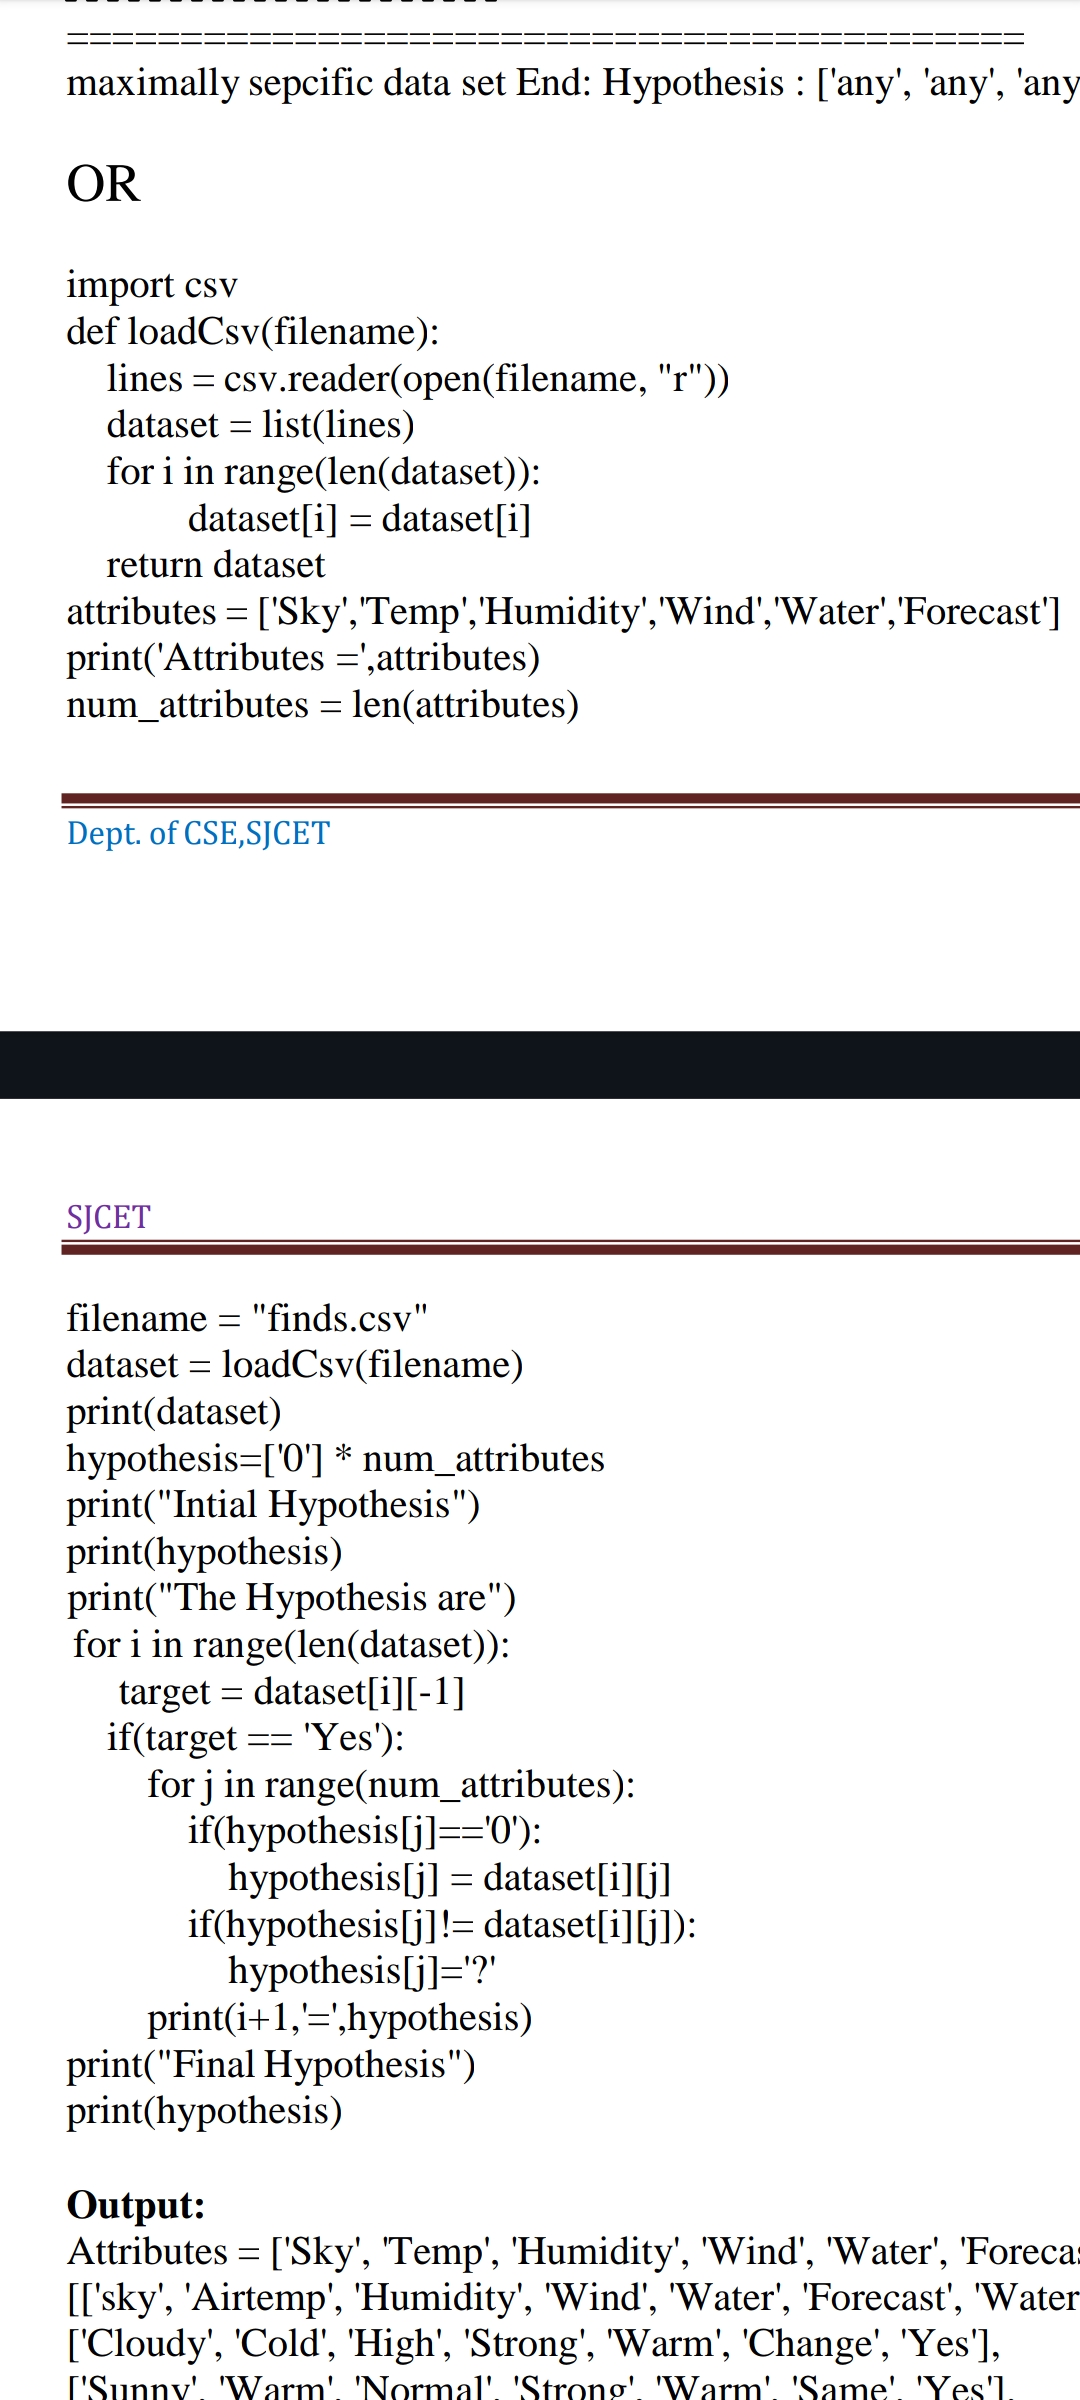 =========================================
maximally sepcific data set End: Hypothesis : ['any', 'any', 'any
OR
import csv
def loadCsv(filename):
lines = csv.reader(open(filename, "r"))
dataset = list(lines)
for i in range(len(dataset)):
dataset[i] = dataset[i]
return dataset
attributes = ['Sky','Temp','Humidity','Wind','Water','Forecast']
print('Attributes =',attributes)
num_attributes = len(attributes)
Dept. of CSE,SJCET
SJCET
filename = "finds.csv"
dataset = loadCsv(filename)
print(dataset)
hypothesis=['0'] * num_attributes
print("Intial Hypothesis")
print(hypothesis)
print("The Hypothesis are")
for i in range(len(dataset)):
target = dataset[i][-1]
if(target == 'Yes'):
for j in range(num_attributes):
if(hypothesis[j]=='0'):
hypothesis[j] = dataset[i][j]
if(hypothesis[j]!= dataset[i][j]):
hypothesis[j]='?'
print(i+1,'=',hypothesis)
print("Final Hypothesis")
print(hypothesis)
Output:
Attributes = ['Sky', 'Temp', 'Humidity', 'Wind', 'Water', 'Forecas
[['sky', 'Airtemp', 'Humidity', 'Wind', 'Water', 'Forecast', 'Water
['Cloudy', 'Cold', 'High', 'Strong', 'Warm', 'Change', 'Yes'],
['Sunny', 'Warm', 'Normal', 'Strong', 'Warm', 'Same', 'Yes'],